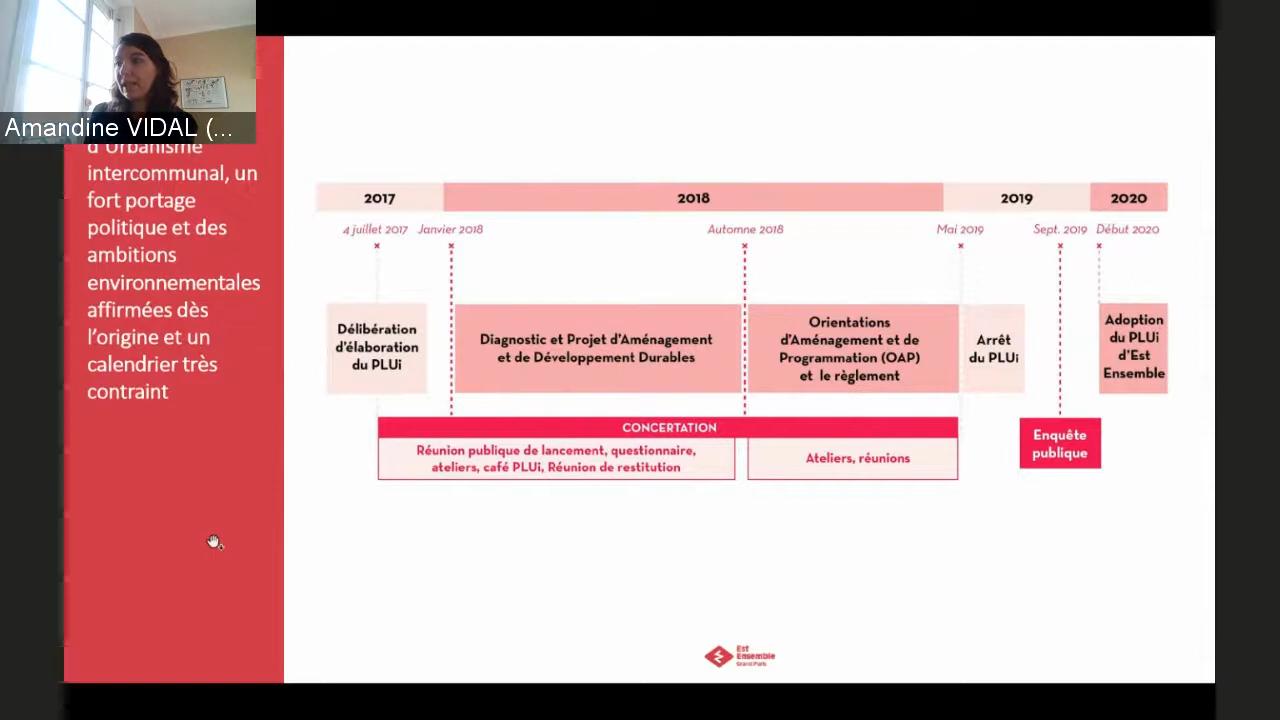 Amandine VIDAL (...
d'Urbanisme
intercommunal, un
fort portage
politique et des
ambitions
environnementales
affirmées dès
l'origine et un
calendrier très
contraint
2017
2018
2019
2020
4 juillet 2017
Janvier 2018
Automne 2018
Mai 2019
Sept. 2019
Début 2020
Délibération
d'élaboration
du PLUi
Diagnostic et Projet d'Aménagement
et de Développement Durables
Orientations
d'Aménagement et de
Programmation (OAP)
et le règlement
Arrêt
du PLUi
Adoption
du PLUi
d'Est
Ensemble
CONCERTATION
Réunion publique de lancement, questionnaire,
ateliers, café PLUi, Réunion de restitution
Ateliers, réunions
Enquête
publique
Est
Ensemble
Grand Paris